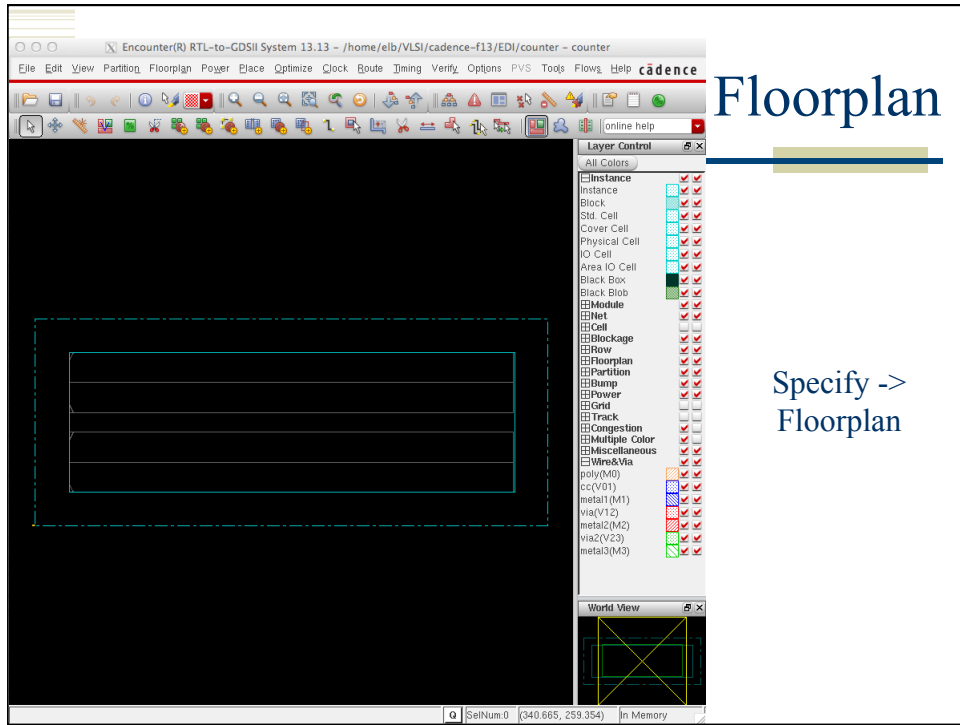 Encounter(R) RTL-to-GDSII System 13.13 - /home/elb/VLSI/cadence-f13/EDI/counter - counter
File Edit View Partition Floorplan Power Place Optimize Clock Route Timing Verify Options PVS Tools Flows Help cādence
Floorplan
online help
Layer Control
All Colors
Instance
Instance
Block
Std. Cell
Cover Cell
Physical Cell
IO Cell
Area IO Cell
Black Box
Black Blob
Module
Net
Cell
Blockage
Row
Floorplan
Partition
Bump
Power
Grid
Track
Congestion
Multiple Color
Miscellaneous
Wire&Via
poly(M0)
cc(V01)
metal1(M1)
via(V12)
metal2(M2)
via2(V23)
metal3(M3)
Specify ->
Floorplan
World View
Q SelNum:0 (340.665, 259.354) In Memory